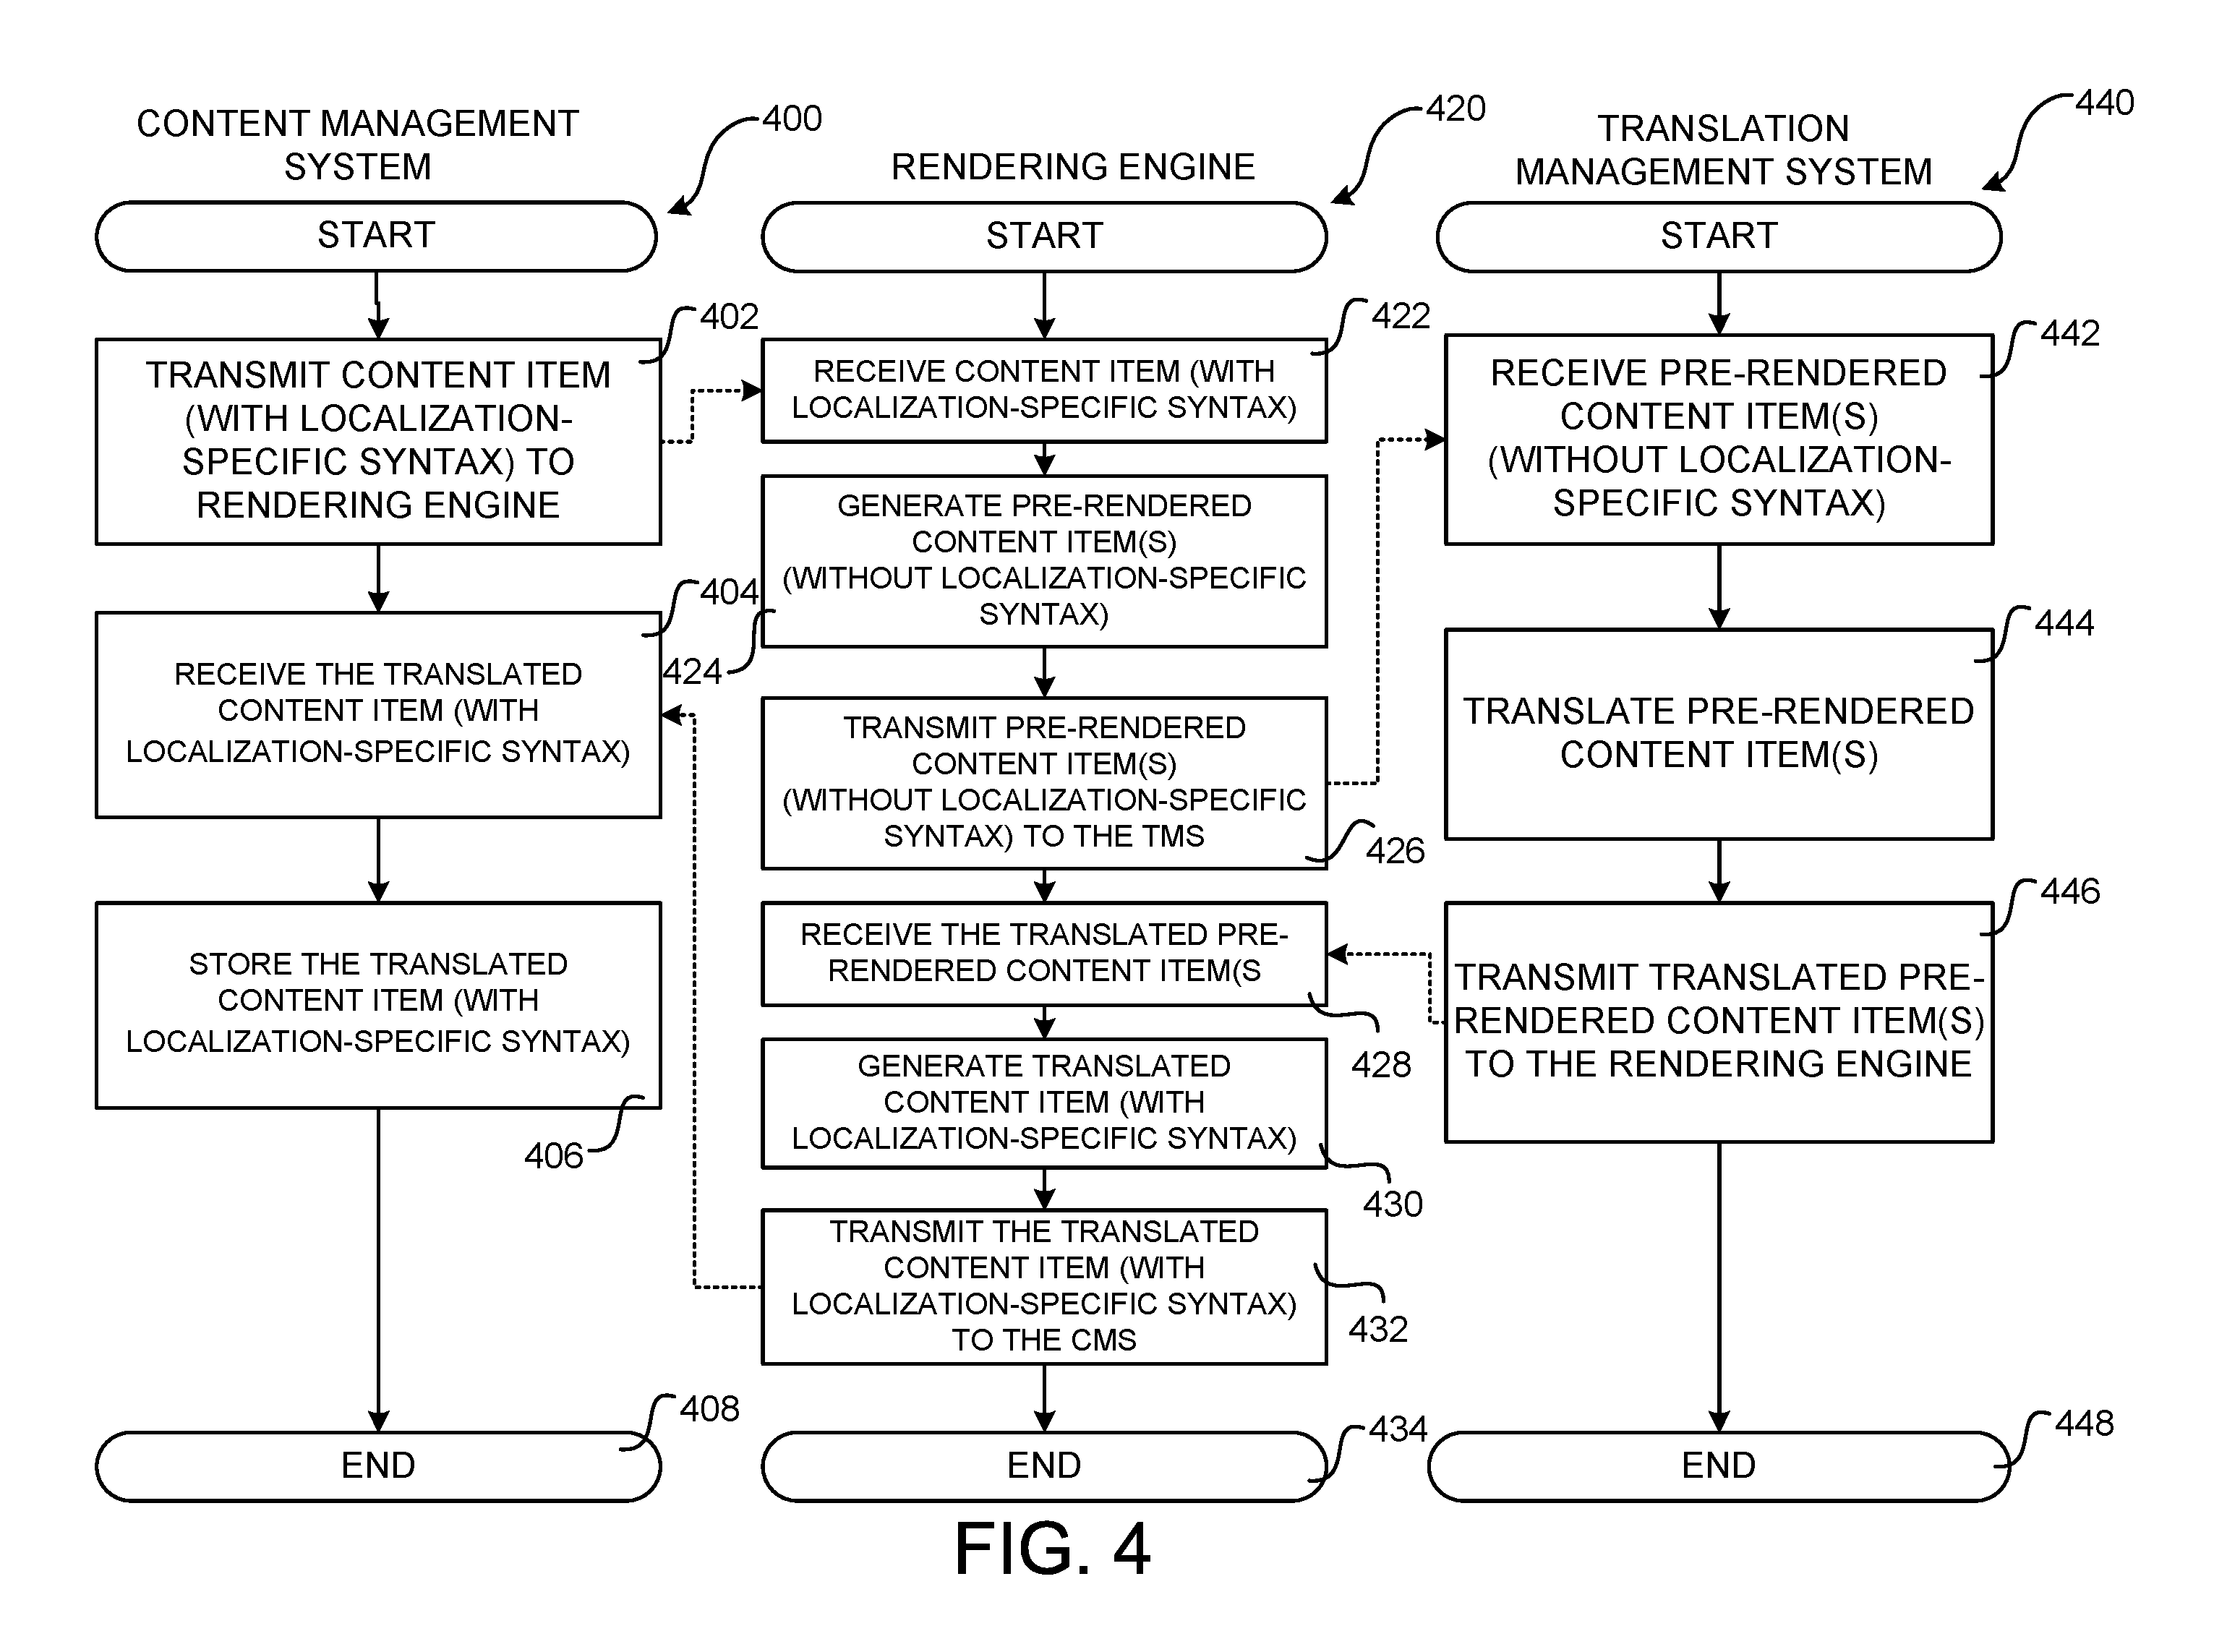 CONTENT MANAGEMENT
SYSTEM
400
START
402
TRANSMIT CONTENT ITEM
(WITH LOCALIZATION-
SPECIFIC SYNTAX) TO
RENDERING ENGINE
404
RECEIVE THE TRANSLATED
CONTENT ITEM (WITH
LOCALIZATION-SPECIFIC SYNTAX)
STORE THE TRANSLATED
CONTENT ITEM (WITH
LOCALIZATION-SPECIFIC SYNTAX)
406
408
END
RENDERING ENGINE
420
START
422
RECEIVE CONTENT ITEM (WITH
LOCALIZATION-SPECIFIC SYNTAX)
GENERATE PRE-RENDERED
CONTENT ITEM(S)
(WITHOUT LOCALIZATION-SPECIFIC
SYNTAX)
424
TRANSMIT PRE-RENDERED
CONTENT ITEM(S)
(WITHOUT LOCALIZATION-SPECIFIC
SYNTAX) TO THE TMS
426
RECEIVE THE TRANSLATED PRE-
RENDERED CONTENT ITEM(S
428
GENERATE TRANSLATED
CONTENT ITEM (WITH
LOCALIZATION-SPECIFIC SYNTAX)
430
TRANSMIT THE TRANSLATED
CONTENT ITEM (WITH
LOCALIZATION-SPECIFIC SYNTAX)
TO THE CMS
432
434
END
TRANSLATION
MANAGEMENT SYSTEM
440
START
442
RECEIVE PRE-RENDERED
CONTENT ITEM(S)
(WITHOUT LOCALIZATION-
SPECIFIC SYNTAX)
444
TRANSLATE PRE-RENDERED
CONTENT ITEM(S)
446
TRANSMIT TRANSLATED PRE-
RENDERED CONTENT ITEM(S)
TO THE RENDERING ENGINE
448
END
FIG. 4